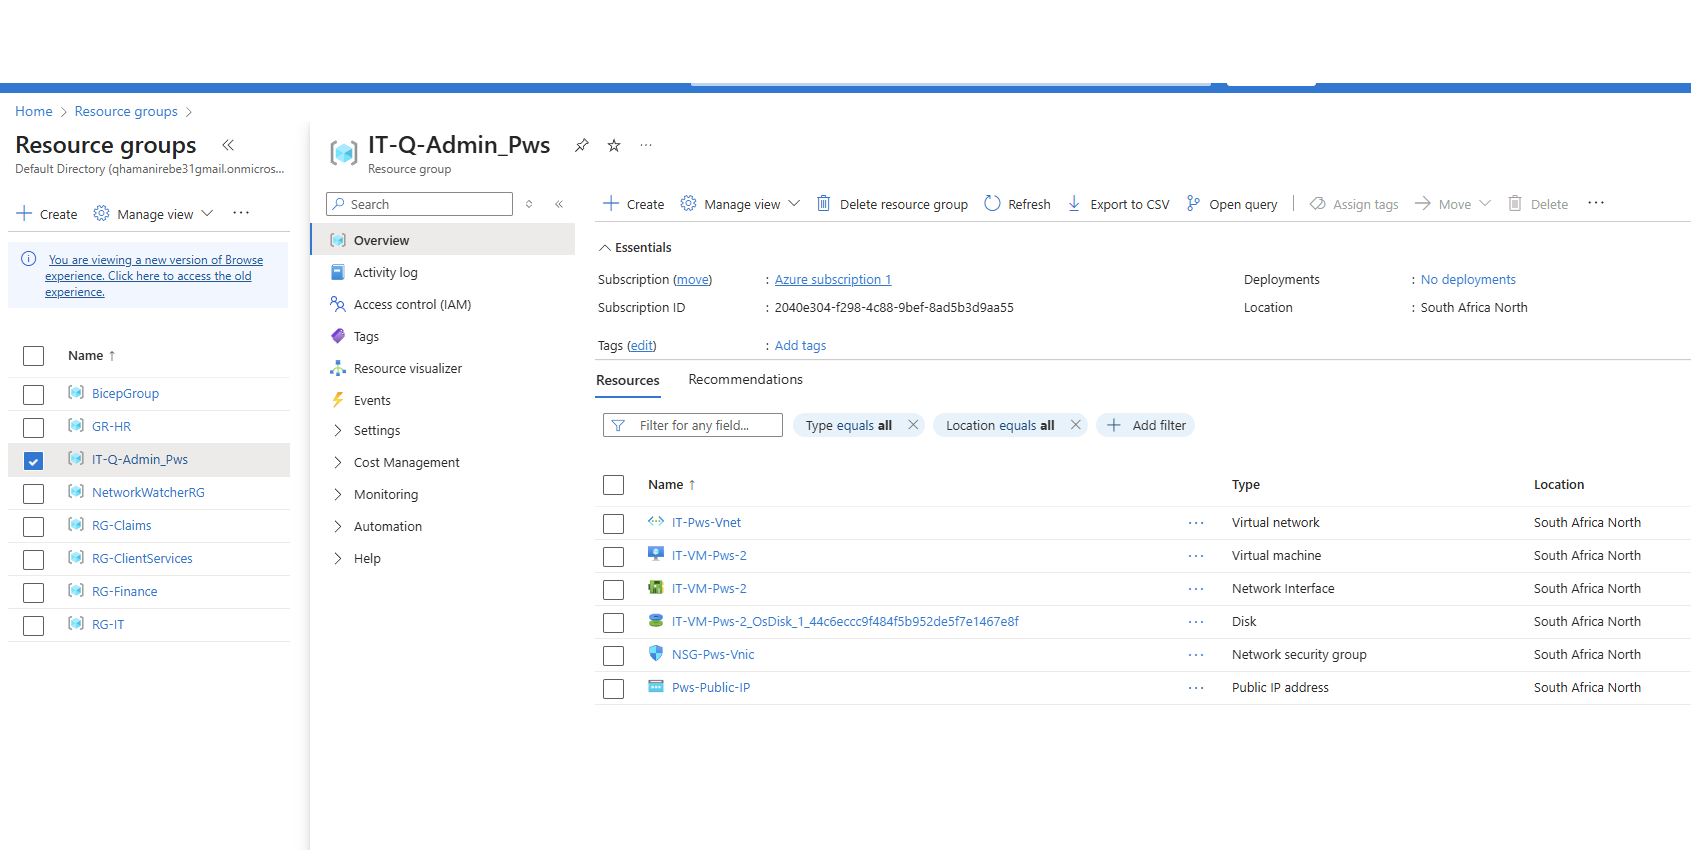 Home > Resource groups >
Resource groups «
Default Directory (qhamanirebe31gmail.onmicros...
+ Create Manage view ···
You are viewing a new version of Browse
experience. Click here to access the old
experience.
Name ↑
BicepGroup
GR-HR
IT-Q-Admin_Pws
NetworkWatcherRG
RG-Claims
RG-ClientServices
RG-Finance
RG-IT
IT-Q-Admin_Pws ···
Resource group
Search «
Overview
Activity log
Access control (IAM)
Tags
Resource visualizer
Events
Settings
Cost Management
Monitoring
Automation
Help
+ Create Manage view Delete resource group Refresh Export to CSV Open query | Assign tags Move Delete ···
Essentials
Subscription (move) : Azure subscription 1 Deployments : No deployments
Subscription ID : 2040e304-f298-4c88-9bef-8ad5b3d9aa55 Location : South Africa North
Tags (edit) : Add tags
Resources Recommendations
Filter for any field... Type equals all × Location equals all × + Add filter
Name ↑ Type Location
IT-Pws-Vnet ··· Virtual network South Africa North
IT-VM-Pws-2 ··· Virtual machine South Africa North
IT-VM-Pws-2 ··· Network Interface South Africa North
IT-VM-Pws-2_OsDisk_1_44c6eccc9f484f5b952de5f7e1467e8f ··· Disk South Africa North
NSG-Pws-Vnic ··· Network security group South Africa North
Pws-Public-IP ··· Public IP address South Africa North